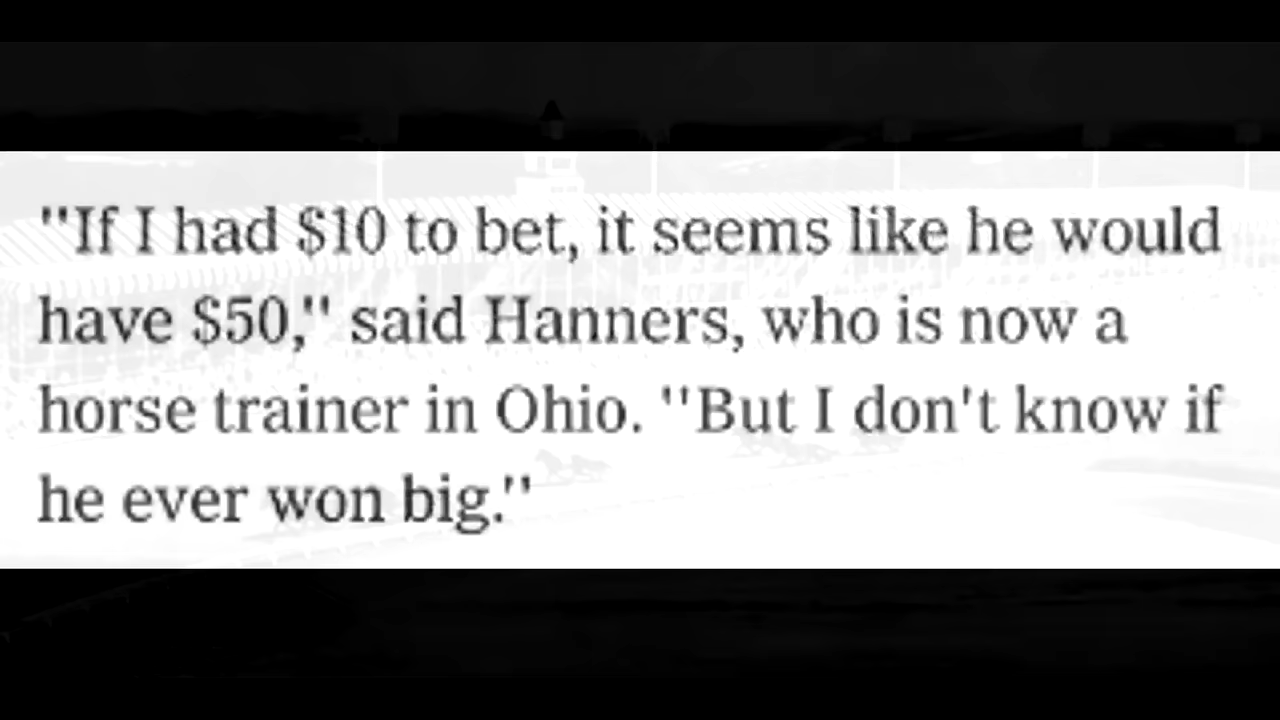 "If I had $10 to bet, it seems like he would
have $50," said Hanners, who is now a
horse trainer in Ohio. "But I don't know if
he ever won big."